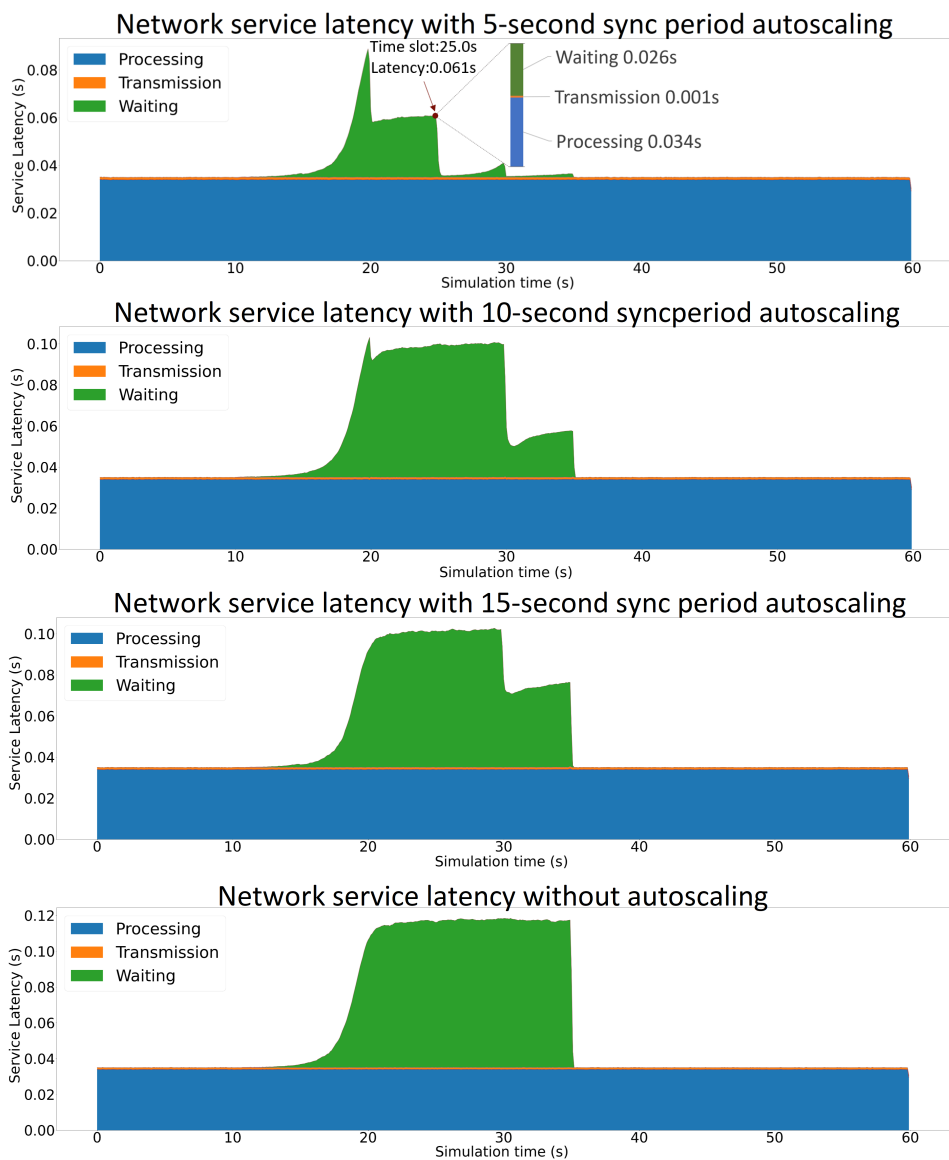 Network service latency with 5-second sync period autoscaling
Time slot:25.0s
Latency:0.061s
Waiting 0.026s
Transmission 0.001s
Processing 0.034s
Processing
Transmission
Waiting
Service Latency (s)
0.08
0.06
0.04
0.02
0.00
0 10 20 30 40 50 60
Simulation time (s)
Network service latency with 10-second syncperiod autoscaling
Processing
Transmission
Waiting
Service Latency (s)
0.10
0.08
0.06
0.04
0.02
0.00
0 10 20 30 40 50 60
Simulation time (s)
Network service latency with 15-second sync period autoscaling
Processing
Transmission
Waiting
Service Latency (s)
0.10
0.08
0.06
0.04
0.02
0.00
0 10 20 30 40 50 60
Simulation time (s)
Network service latency without autoscaling
Processing
Transmission
Waiting
Service Latency (s)
0.12
0.10
0.08
0.06
0.04
0.02
0.00
0 10 20 30 40 50 60
Simulation time (s)